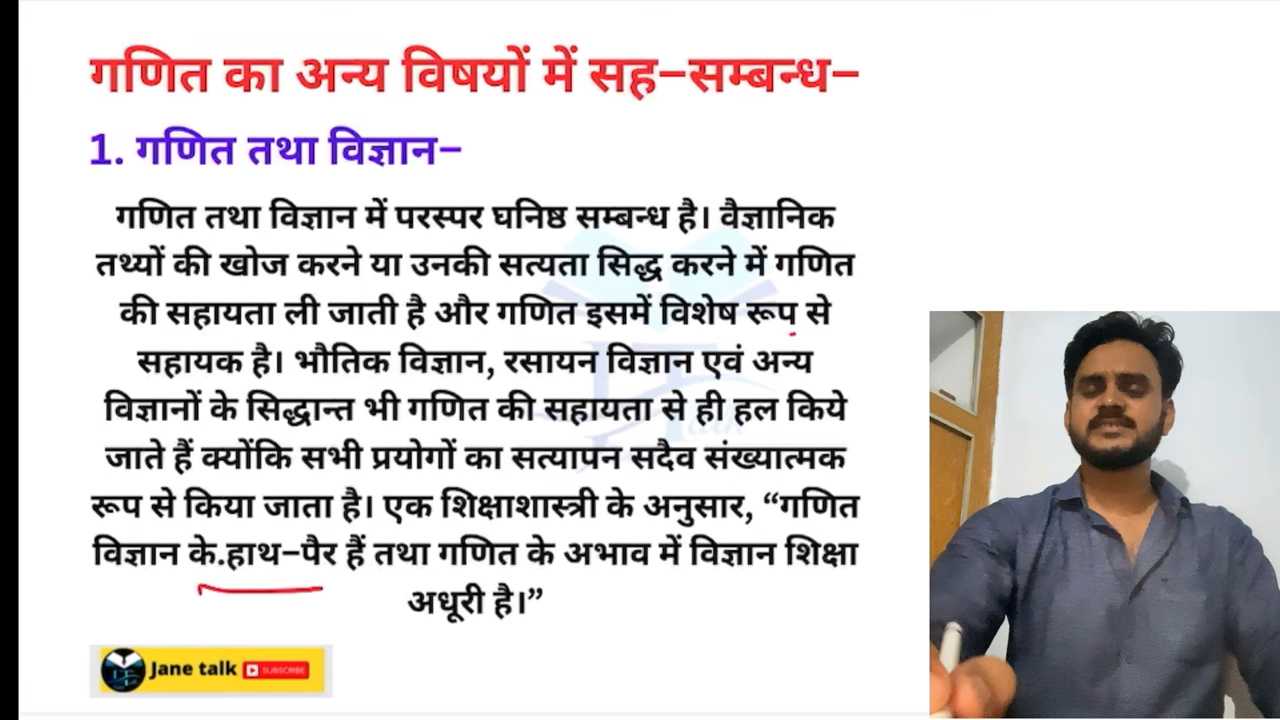 गणित का अन्य विषयों में सह-सम्बन्ध-
1. गणित तथा विज्ञान-
गणित तथा विज्ञान में परस्पर घनिष्ठ सम्बन्ध है। वैज्ञानिक
तथ्यों की खोज करने या उनकी सत्यता सिद्ध करने में गणित
की सहायता ली जाती है और गणित इसमें विशेष रूप से
सहायक है। भौतिक विज्ञान, रसायन विज्ञान एवं अन्य
विज्ञानों के सिद्धान्त भी गणित की सहायता से ही हल किये
जाते हैं क्योंकि सभी प्रयोगों का सत्यापन सदैव संख्यात्मक
रूप से किया जाता है। एक शिक्षाशास्त्री के अनुसार, “गणित
विज्ञान के.हाथ-पैर हैं तथा गणित के अभाव में विज्ञान शिक्षा
अधूरी है।”
Jane talk SUBSCRIBE